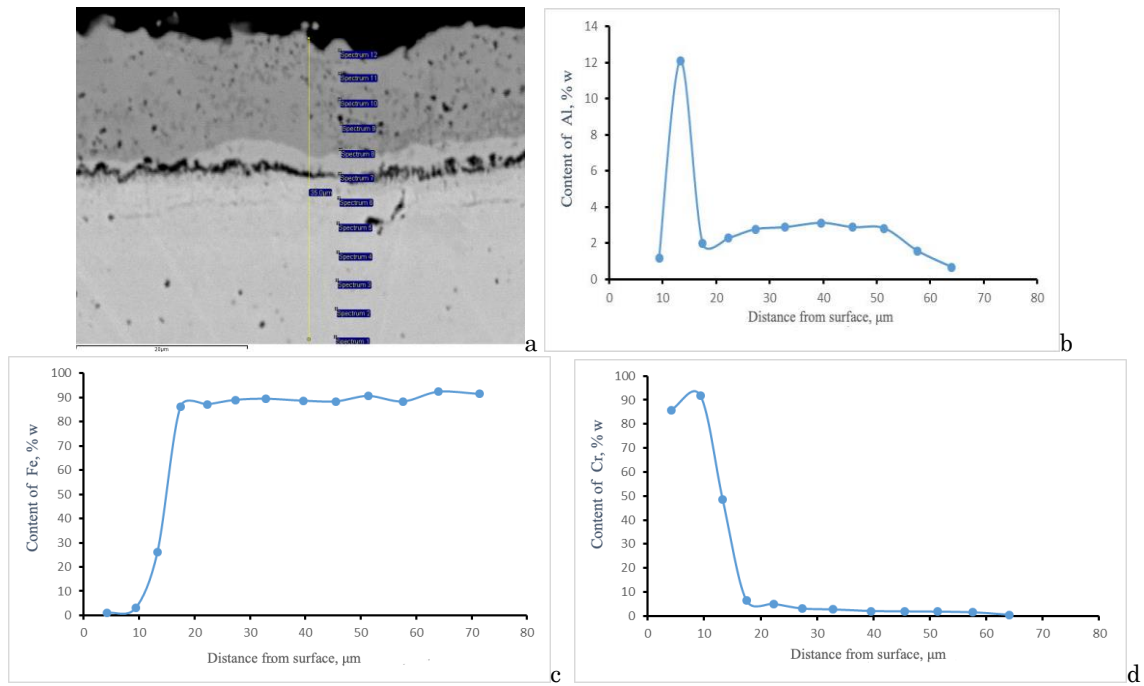 Spectrum 12
Spectrum 11
Spectrum 10
Spectrum 9
Spectrum 8
Spectrum 7
Spectrum 6
Spectrum 5
Spectrum 4
Spectrum 3
Spectrum 2
Spectrum 1
20µm
a
14
12
10
8
6
4
2
0
0 10 20 30 40 50 60 70 80
Content of Al, % w
Distance from surface, µm
b
100
90
80
70
60
50
40
30
20
10
0
0 10 20 30 40 50 60 70 80
Content of Fe, % w
Distance from surface, µm
c
100
90
80
70
60
50
40
30
20
10
0
0 10 20 30 40 50 60 70 80
Content of Cr, % w
Distance from surface, µm
d